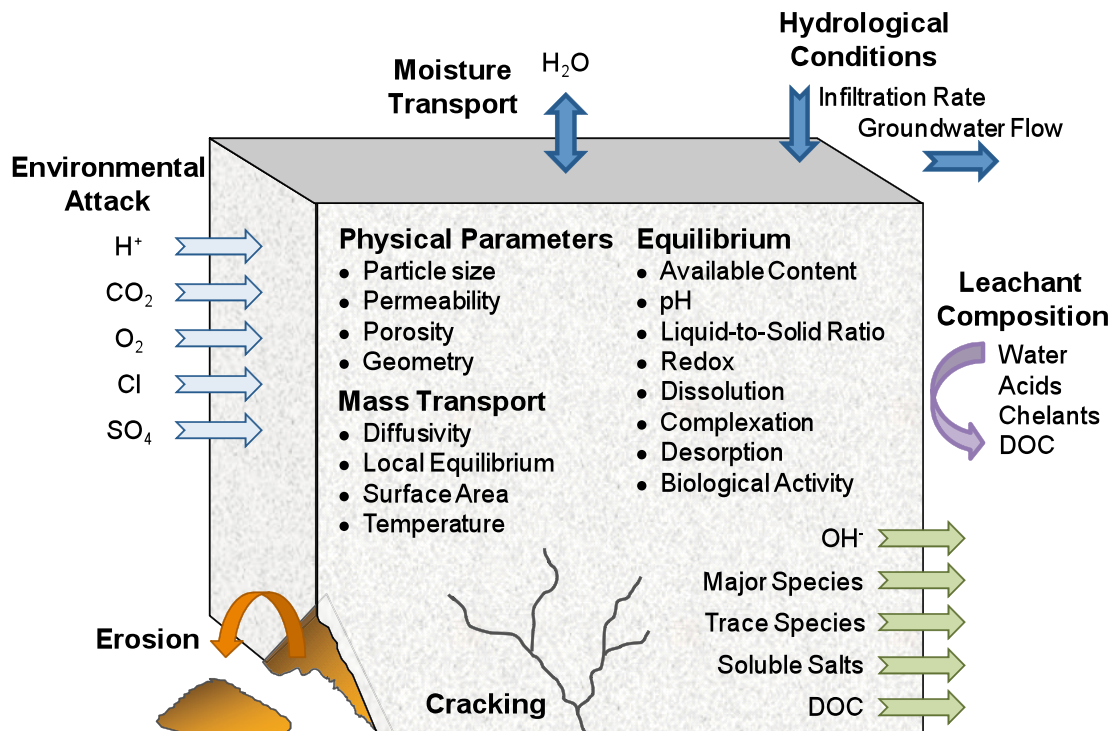 Hydrological
Conditions
Moisture
Transport
H₂O
Infiltration Rate
Groundwater Flow
Environmental
Attack
H⁺
CO₂
O₂
Cl
SO₄
Physical Parameters
• Particle size
• Permeability
• Porosity
• Geometry
Mass Transport
• Diffusivity
• Local Equilibrium
• Surface Area
• Temperature
Equilibrium
• Available Content
• pH
• Liquid-to-Solid Ratio
• Redox
• Dissolution
• Complexation
• Desorption
• Biological Activity
Leachant
Composition
Water
Acids
Chelants
DOC
OH⁻
Major Species
Trace Species
Soluble Salts
DOC
Erosion
Cracking